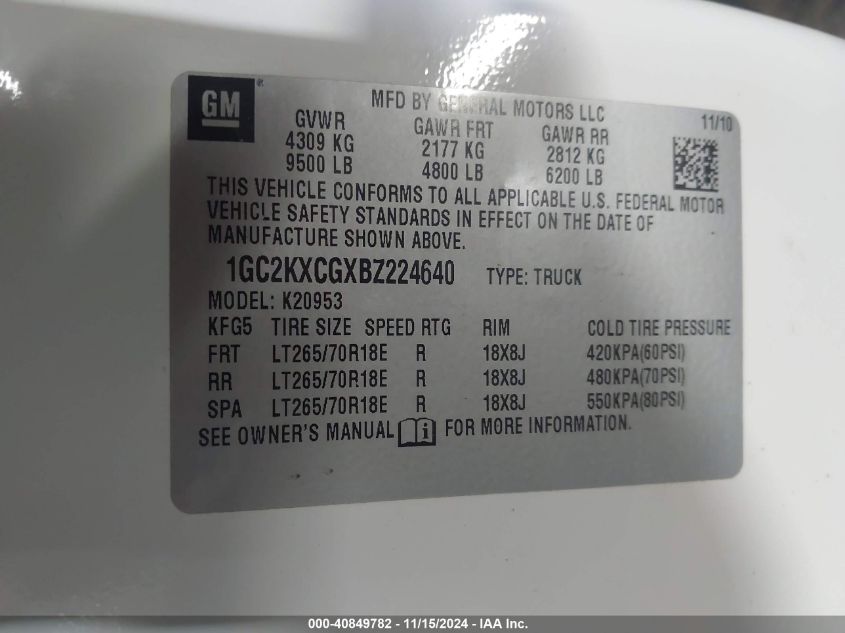 GM
MFD BY GENERAL MOTORS LLC
11/10
GVWR GAWR FRT GAWR RR
4309 KG 2177 KG 2812 KG
9500 LB 4800 LB 6200 LB
THIS VEHICLE CONFORMS TO ALL APPLICABLE U.S. FEDERAL MOTOR
VEHICLE SAFETY STANDARDS IN EFFECT ON THE DATE OF
MANUFACTURE SHOWN ABOVE.
1GC2KXCGXBZ224640 TYPE: TRUCK
MODEL: K20953
KFG5 TIRE SIZE SPEED RTG RIM COLD TIRE PRESSURE
FRT LT265/70R18E R 18X8J 420KPA(60PSI)
RR LT265/70R18E R 18X8J 480KPA(70PSI)
SPA LT265/70R18E R 18X8J 550KPA(80PSI)
SEE OWNER'S MANUAL i FOR MORE INFORMATION.
000-40849782 - 11/15/2024 - IAA Inc.